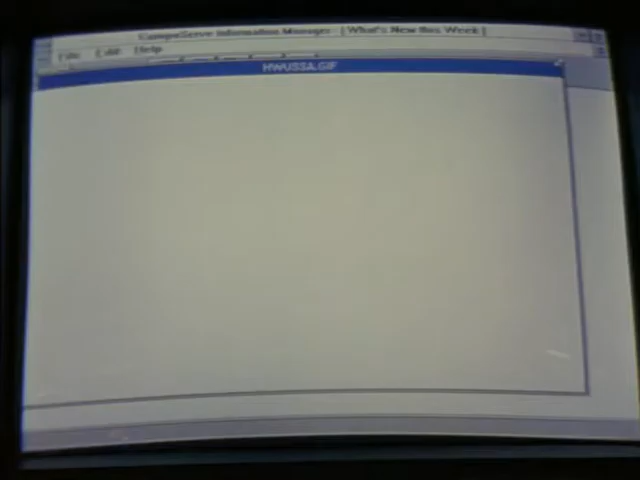 CompuServe Information Manager - [What's New this Week]
File Edit Help
HWUSSA.GIF